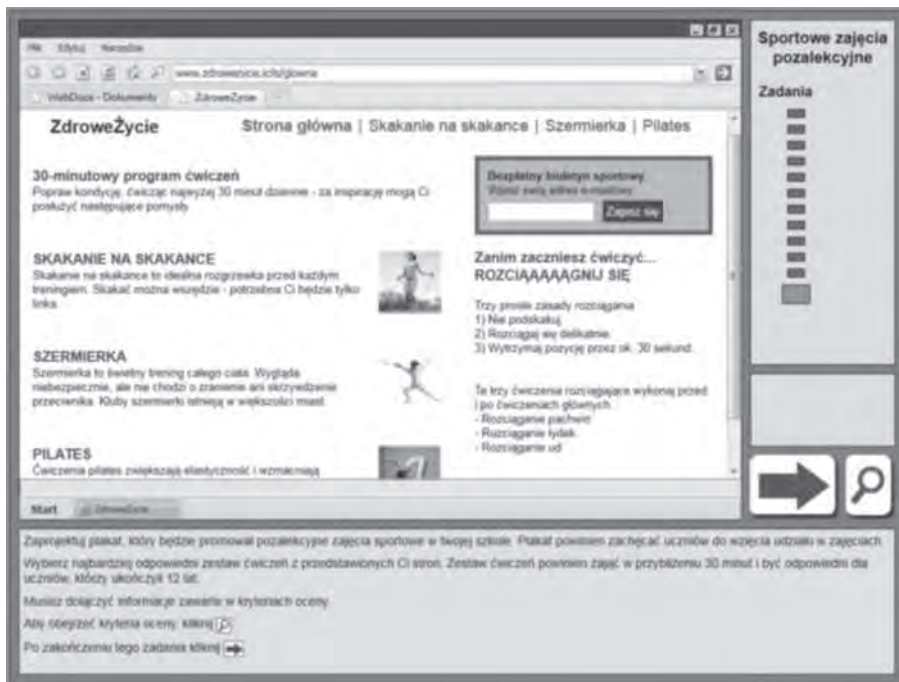 Plik Edytuj Narzędzia
www.zdrowezycie.icils/glowna
WebDocs - Dokumenty
ZdroweŻycie
ZdroweŻycie
Strona główna | Skakanie na skakance | Szermierka | Pilates
30-minutowy program ćwiczeń
Popraw kondycję, ćwicząc najwyżej 30 minut dziennie - za inspirację mogą Ci
posłużyć następujące pomysły.
SKAKANIE NA SKAKANCE
Skakanie na skakance to idealna rozgrzewka przed każdym
treningiem. Skakać można wszędzie - potrzebna Ci będzie tylko
linka.
SZERMIERKA
Szermierka to świetny trening całego ciała. Wygląda
niebezpiecznie, ale nie chodzi o zranienie ani skrzywdzenie
przeciwnika. Kluby szermierki istnieją w większości miast.
PILATES
Ćwiczenia pilates zwiększają elastyczność i wzmacniają
Bezpłatny biuletyn sportowy
Wpisz swój adres e-mailowy
Zapisz się
Zanim zaczniesz ćwiczyć...
ROZCIĄĄĄĄĄGNIJ SIĘ
Trzy proste zasady rozciągania
1) Nie podskakuj.
2) Rozciągaj się delikatnie.
3) Wytrzymaj pozycję przez ok. 30 sekund.
Te trzy ćwiczenia rozciągające wykonaj przed
i po ćwiczeniach głównych
- Rozciąganie pachwin
- Rozciąganie łydek
- Rozciąganie ud
Start
ZdroweŻycie
Sportowe zajęcia
pozalekcyjne
Zadania
Zaprojektuj plakat, który będzie promował pozalekcyjne zajęcia sportowe w twojej szkole. Plakat powinien zachęcać uczniów do wzięcia udziału w zajęciach.
Wybierz najbardziej odpowiedni zestaw ćwiczeń z przedstawionych Ci stron. Zestaw ćwiczeń powinien zająć w przybliżeniu 30 minut i być odpowiedni dla
uczniów, którzy ukończyli 12 lat.
Musisz dołączyć informacje zawarte w kryteriach oceny.
Aby obejrzeć kryteria oceny, kliknij
Po zakończeniu tego zadania kliknij